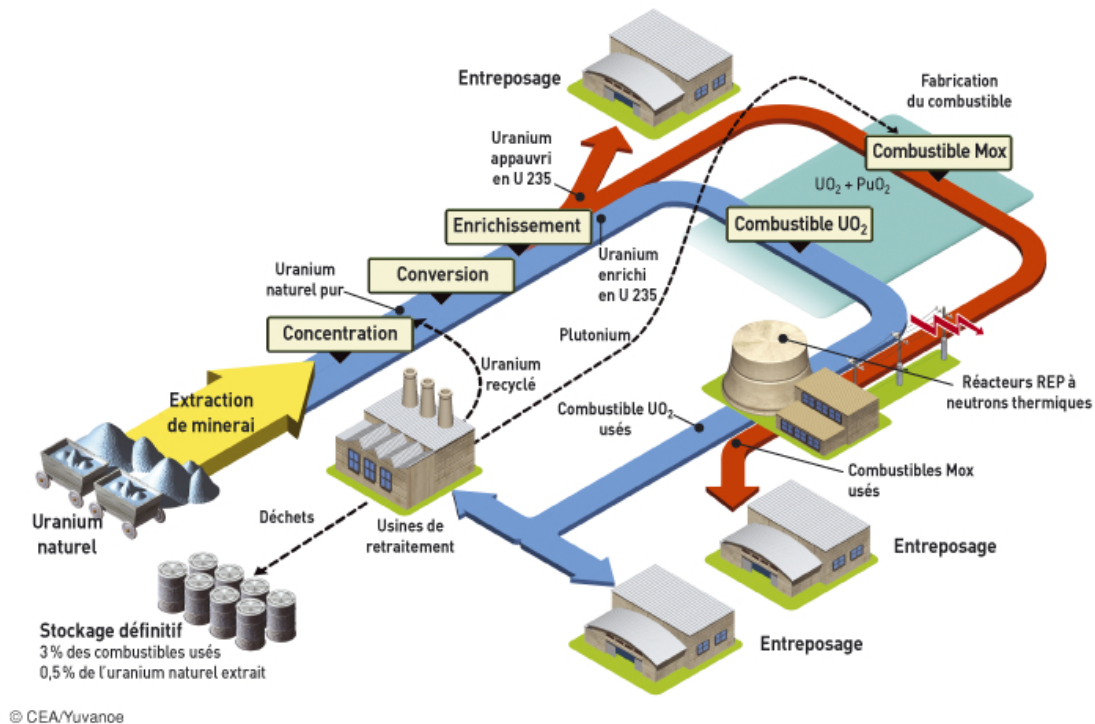 Entreposage
Fabrication
du combustible
Uranium
appauvri
en U 235
Combustible Mox
UO₂ + PuO₂
Enrichissement
Combustible UO₂
Uranium
enrichi
en U 235
Conversion
Uranium
naturel pur
Concentration
Plutonium
Uranium
recyclé
Extraction
de minerai
Réacteurs REP à
neutrons thermiques
Combustible UO₂
usés
Combustibles Mox
usés
Uranium
naturel
Déchets
Usines de
retraitement
Entreposage
Entreposage
Stockage définitif
3 % des combustibles usés
0,5 % de l'uranium naturel extrait
© CEA/Yuvanoe